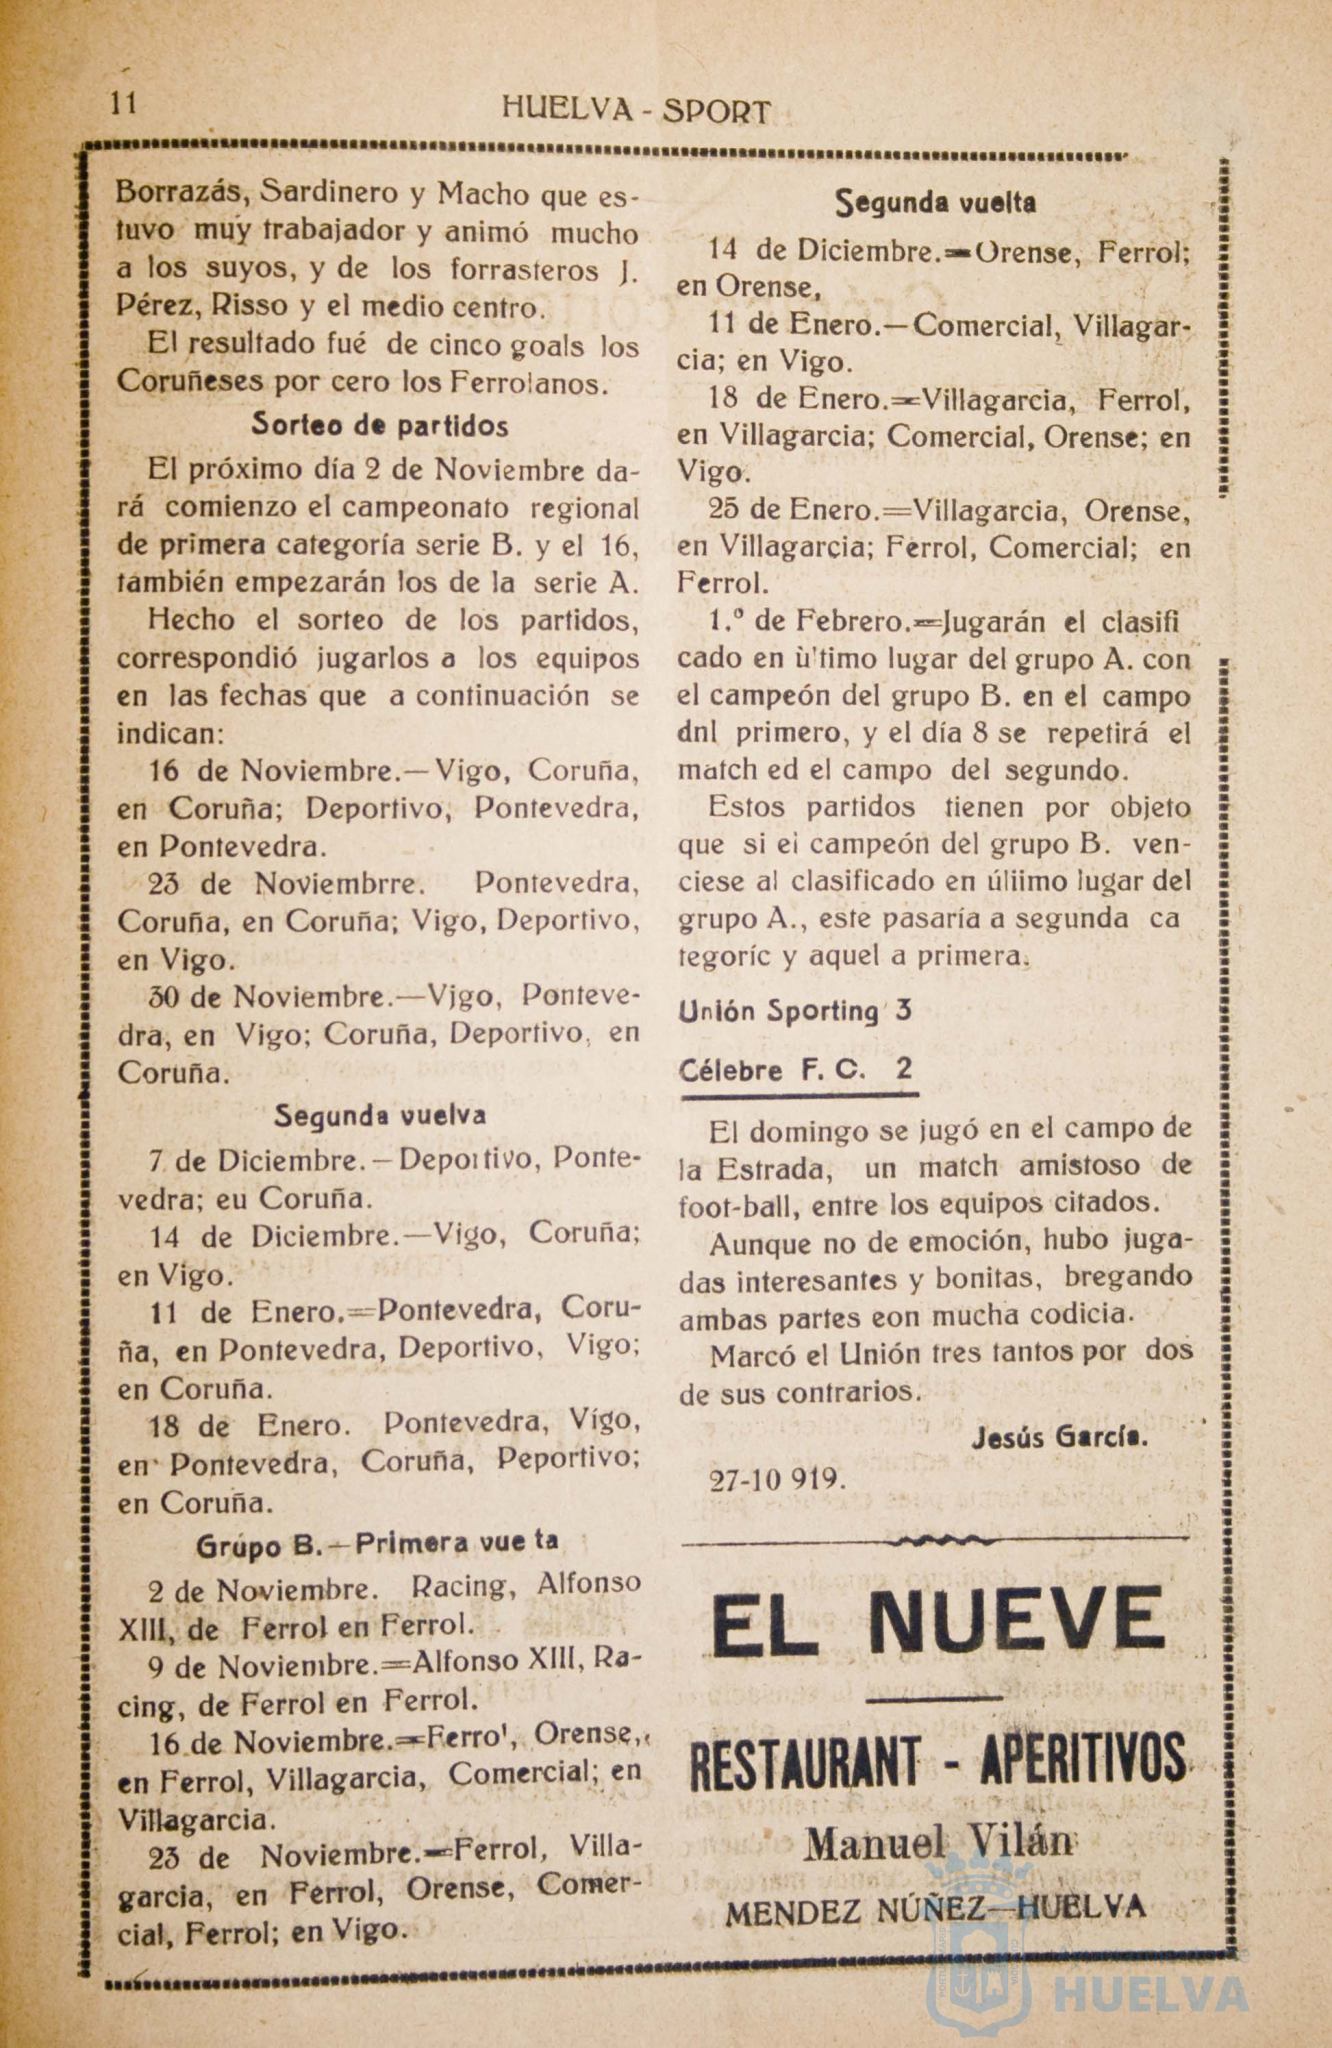 11
HUELVA - SPORT
Borrazás, Sardinero y Macho que es-
tuvo muy trabajador y animó mucho
a los suyos, y de los forrasteros J.
Pérez, Risso y el medio centro.
El resultado fué de cinco goals los
Coruñeses por cero los Ferrolanos.
Sorteo de partidos
El próximo día 2 de Noviembre da-
rá comienzo el campeonato regional
de primera categoría serie B. y el 16,
también empezarán los de la serie A.
Hecho el sorteo de los partidos,
correspondió jugarlos a los equipos
en las fechas que a continuación se
indican:
16 de Noviembre.—Vigo, Coruña,
en Coruña; Deportivo, Pontevedra,
en Pontevedra.
23 de Noviembrre. Pontevedra,
Coruña, en Coruña; Vigo, Deportivo,
en Vigo.
30 de Noviembre.—Vjgo, Ponteve-
dra, en Vigo; Coruña, Deportivo, en
Coruña.
Segunda vuelva
7 de Diciembre.—Deportivo, Ponte-
vedra; eu Coruña.
14 de Diciembre.—Vigo, Coruña;
en Vigo.
11 de Enero.=Pontevedra, Coru-
ña, en Pontevedra, Deportivo, Vigo;
en Coruña.
18 de Enero. Pontevedra, Vígo,
en Pontevedra, Coruña, Peportivo;
en Coruña.
Grúpo B.—Primera vue ta
2 de Noviembre. Racing, Alfonso
XIII, de Ferrol en Ferrol.
9 de Noviembre.=Alfonso XIII, Ra-
cing, de Ferrol en Ferrol.
16 de Noviembre.=Ferro', Orense,
en Ferrol, Villagarcia, Comercial; en
Villagarcia.
23 de Noviembre.=Ferrol, Villa-
garcia, en Ferrol, Orense, Comer-
cial, Ferrol; en Vigo.
Segunda vuelta
14 de Diciembre.=Orense, Ferrol;
en Orense,
11 de Enero.—Comercial, Villagar-
cia; en Vigo.
18 de Enero.=Villagarcia, Ferrol,
en Villagarcia; Comercial, Orense; en
Vigo.
25 de Enero.=Villagarcia, Orense,
en Villagarcia; Ferrol, Comercial; en
Ferrol.
1.º de Febrero.=Jugarán el clasifi
cado en ù'timo lugar del grupo A. con
el campeón del grupo B. en el campo
dnl primero, y el día 8 se repetirá el
match ed el campo del segundo.
Estos partidos tienen por objeto
que si ei campeón del grupo B. ven-
ciese al clasificado en úliimo lugar del
grupo A., este pasaría a segunda ca
tegoríc y aquel a primera.
Unión Sporting 3
Célebre F. C. 2
El domingo se jugó en el campo de
la Estrada, un match amistoso de
foot-ball, entre los equipos citados.
Aunque no de emoción, hubo juga-
das interesantes y bonitas, bregando
ambas partes eon mucha codicia.
Marcó el Unión tres tantos por dos
de sus contrarios.
Jesús García.
27-10 919.
EL NUEVE
RESTAURANT - APERITIVOS
Manuel Vilán
MENDEZ NÚÑEZ—HUELVA
HUELVA